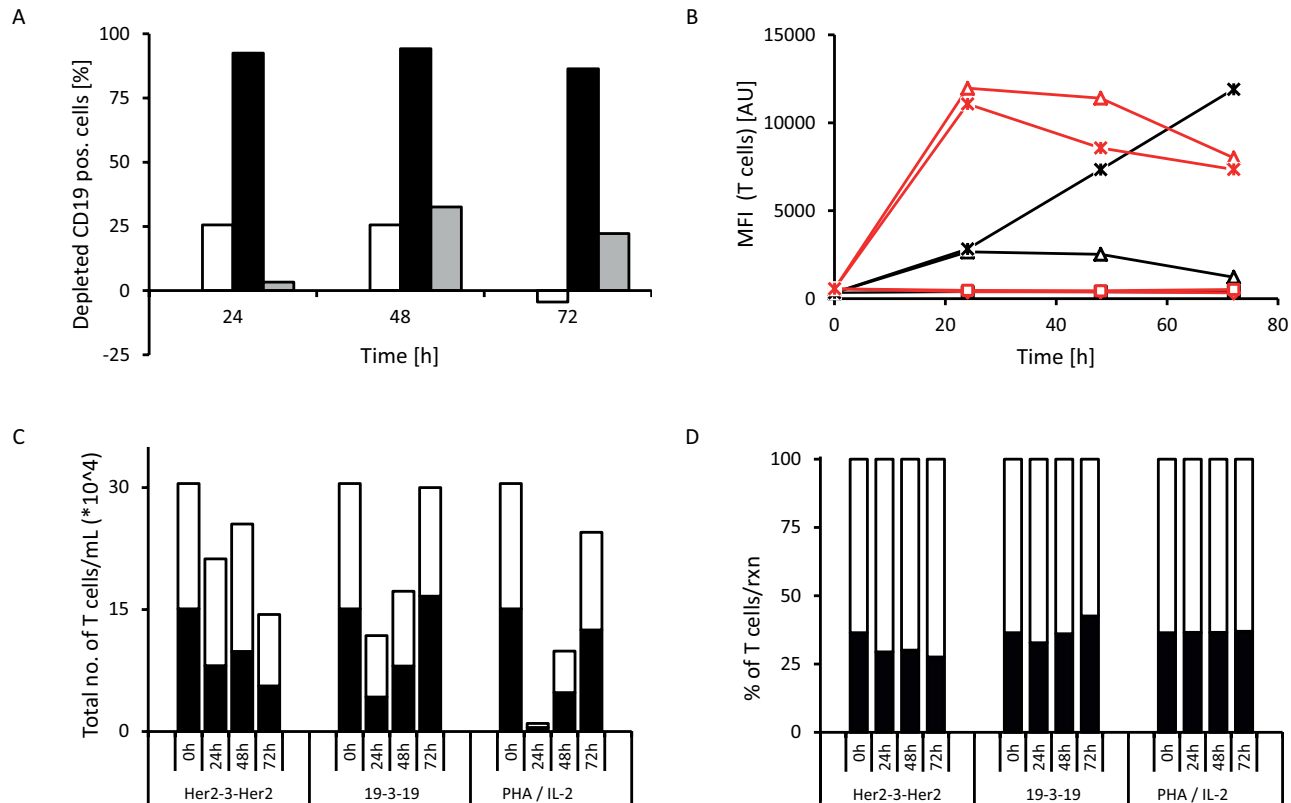 A
100
75
50
25
0
-25
Depleted CD19 pos. cells [%]
24
48
72
Time [h]
B
15000
10000
5000
0
MFI (T cells) [AU]
0
20
40
60
80
Time [h]
C
30
15
0
Total no. of T cells/mL (*10^4)
0h 24h 48h 72h 0h 24h 48h 72h 0h 24h 48h 72h
Her2-3-Her2 19-3-19 PHA / IL-2
D
100
75
50
25
0
% of T cells/rxn
0h 24h 48h 72h 0h 24h 48h 72h 0h 24h 48h 72h
Her2-3-Her2 19-3-19 PHA / IL-2